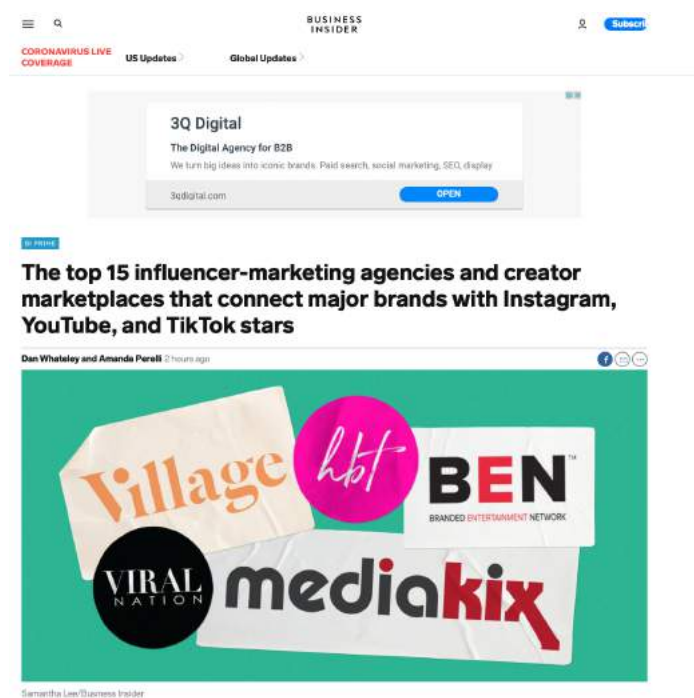 BUSINESS
INSIDER
Subscri
CORONAVIRUS LIVE
COVERAGE
US Updates
Global Updates
3Q Digital
The Digital Agency for B2B
We turn big ideas into iconic brands. Paid search, social marketing, SEO, display
3qdigital.com
OPEN
BI PRIME
The top 15 influencer-marketing agencies and creator
marketplaces that connect major brands with Instagram,
YouTube, and TikTok stars
Dan Whateley and Amanda Perelli 2 hours ago
Village
hbt
BEN™
BRANDED ENTERTAINMENT NETWORK
VIRAL
NATION
mediakix
Samantha Lee/Business Insider